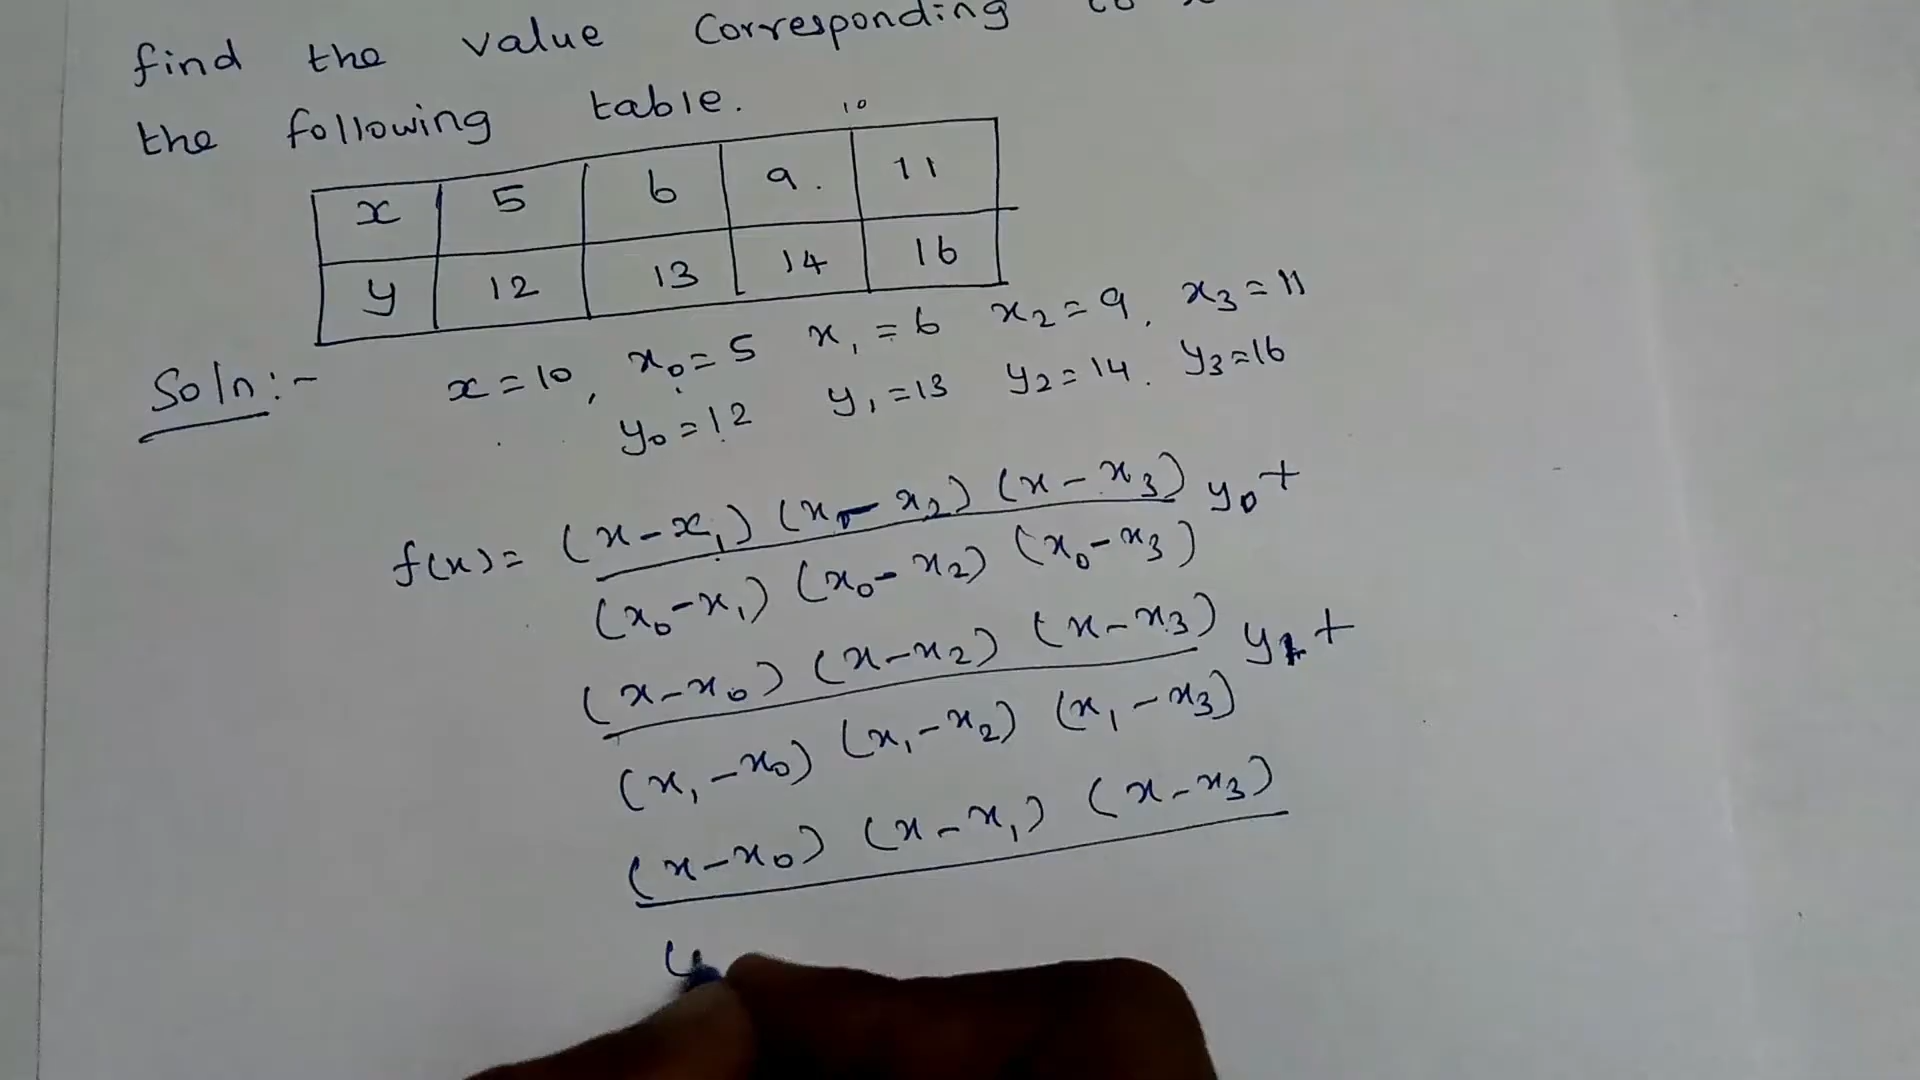 find the value Corresponding to x
the following table.
10
x 5 6 9. 11
y 12 13 14 16
Soln:- x=10, x₀=5 x₁=6 x₂=9, x₃=11
y₀=12 y₁=13 y₂=14. y₃=16
f(x)= (x-x₁) (x-x₂) (x-x₃) y₀+
(x₀-x₁) (x₀-x₂) (x₀-x₃)
(x-x₀) (x-x₂) (x-x₃) y₁+
(x₁-x₀) (x₁-x₂) (x₁-x₃)
(x-x₀) (x-x₁) (x-x₃)
(